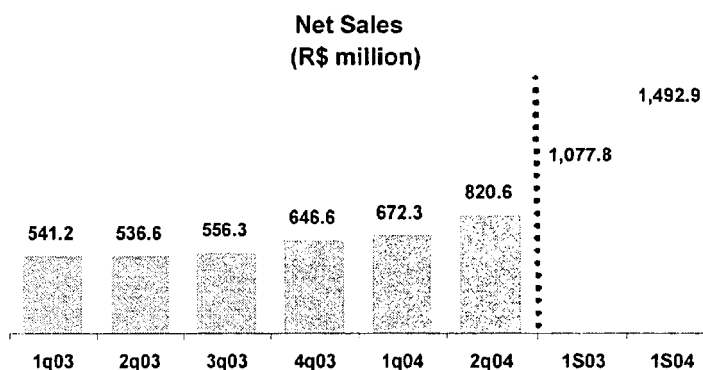 Net Sales
(R$ million)
1,492.9
1,077.8
820.6
541.2 536.6 556.3 646.6 672.3
1q03 2q03 3q03 4q03 1q04 2q04 1S03 1S04